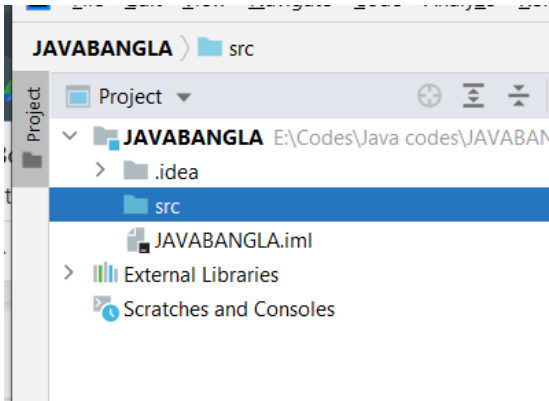 JAVABANGLA src
Project
Project
JAVABANGLA E:\Codes\Java codes\JAVABAN
.idea
src
JAVABANGLA.iml
External Libraries
Scratches and Consoles